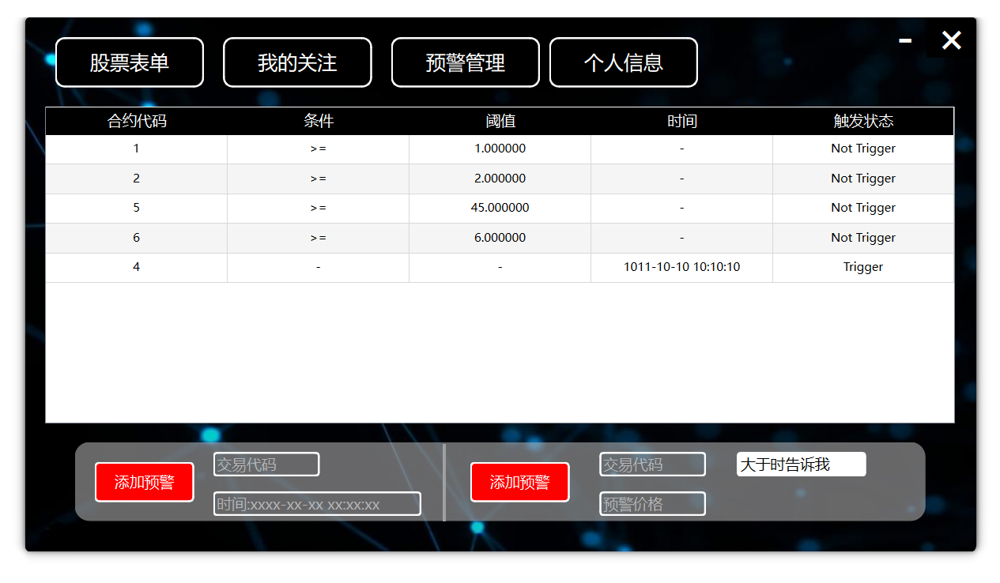 股票表单 我的关注 预警管理 个人信息
合约代码 条件 阈值 时间 触发状态
1 >= 1.000000 - Not Trigger
2 >= 2.000000 - Not Trigger
5 >= 45.000000 - Not Trigger
6 >= 6.000000 - Not Trigger
4 - - 1011-10-10 10:10:10 Trigger
添加预警 交易代码 添加预警 交易代码 大于时告诉我
时间:xxxx-xx-xx xx:xx:xx 预警价格